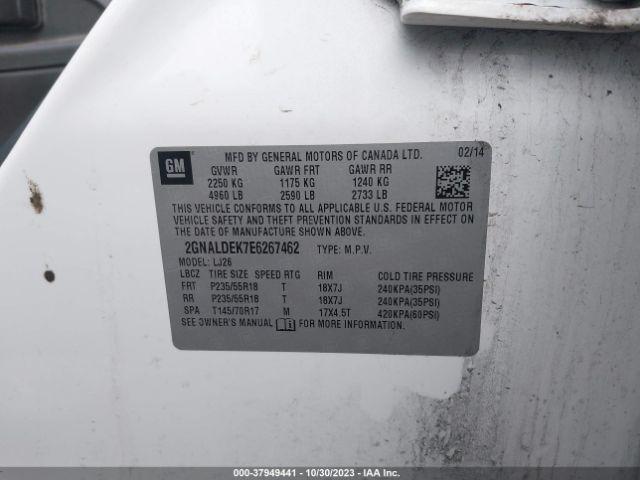 GM
MFD BY GENERAL MOTORS OF CANADA LTD. 02/14
GVWR GAWR FRT GAWR RR
2250 KG 1175 KG 1240 KG
4960 LB 2590 LB 2733 LB
THIS VEHICLE CONFORMS TO ALL APPLICABLE U.S. FEDERAL MOTOR
VEHICLE SAFETY AND THEFT PREVENTION STANDARDS IN EFFECT ON
THE DATE OF MANUFACTURE SHOWN ABOVE.
2GNALDEK7E6267462 TYPE: M.P.V.
MODEL: LJ26
LBCZ TIRE SIZE SPEED RTG RIM COLD TIRE PRESSURE
FRT P235/55R18 T 18X7J 240KPA(35PSI)
RR P235/55R18 T 18X7J 240KPA(35PSI)
SPA T145/70R17 M 17X4.5T 420KPA(60PSI)
SEE OWNER'S MANUAL FOR MORE INFORMATION.
000-37949441 - 10/30/2023 - IAA Inc.